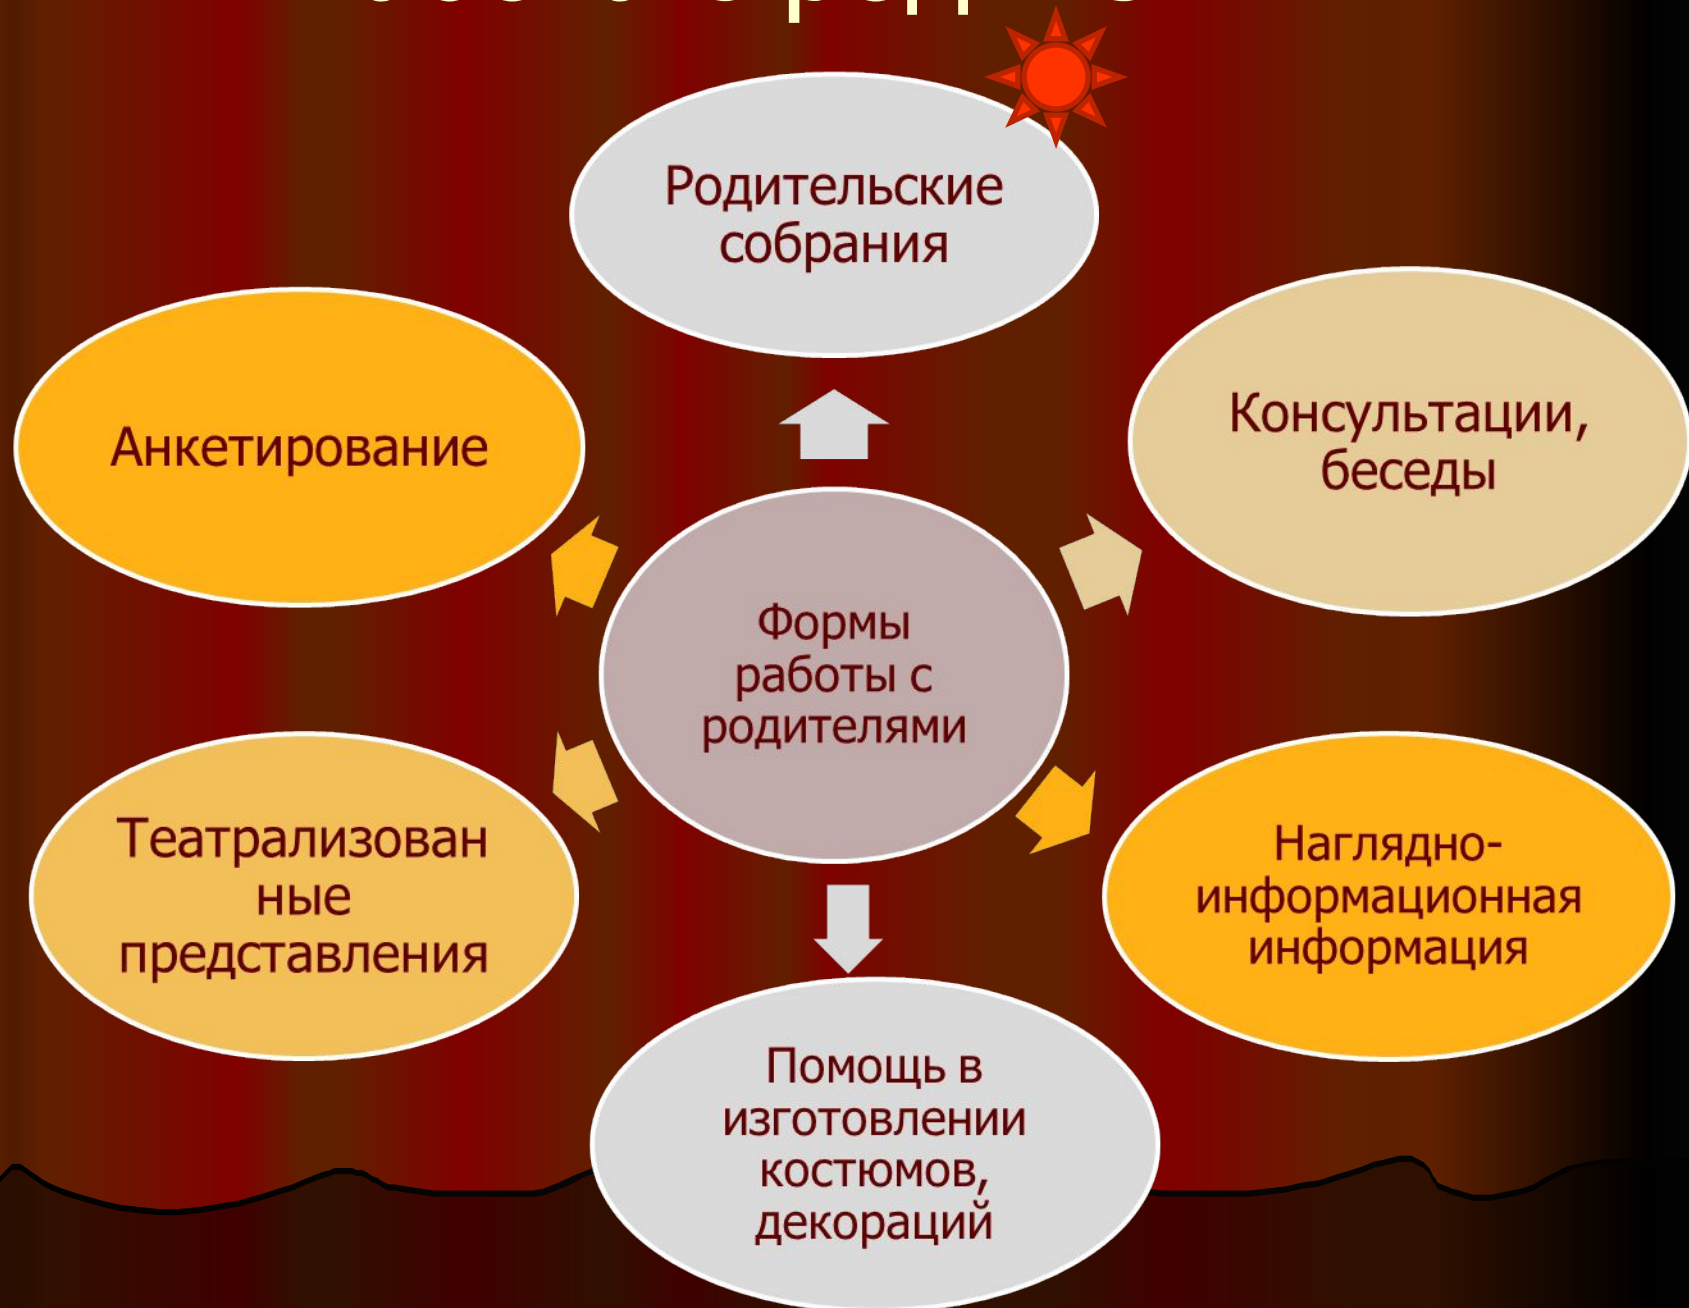 Родительские
собрания
Консультации,
беседы
Наглядно-
информационная
информация
Помощь в
изготовлении
костюмов,
декораций
Театрализован
ные
представления
Анкетирование
Формы
работы с
родителями